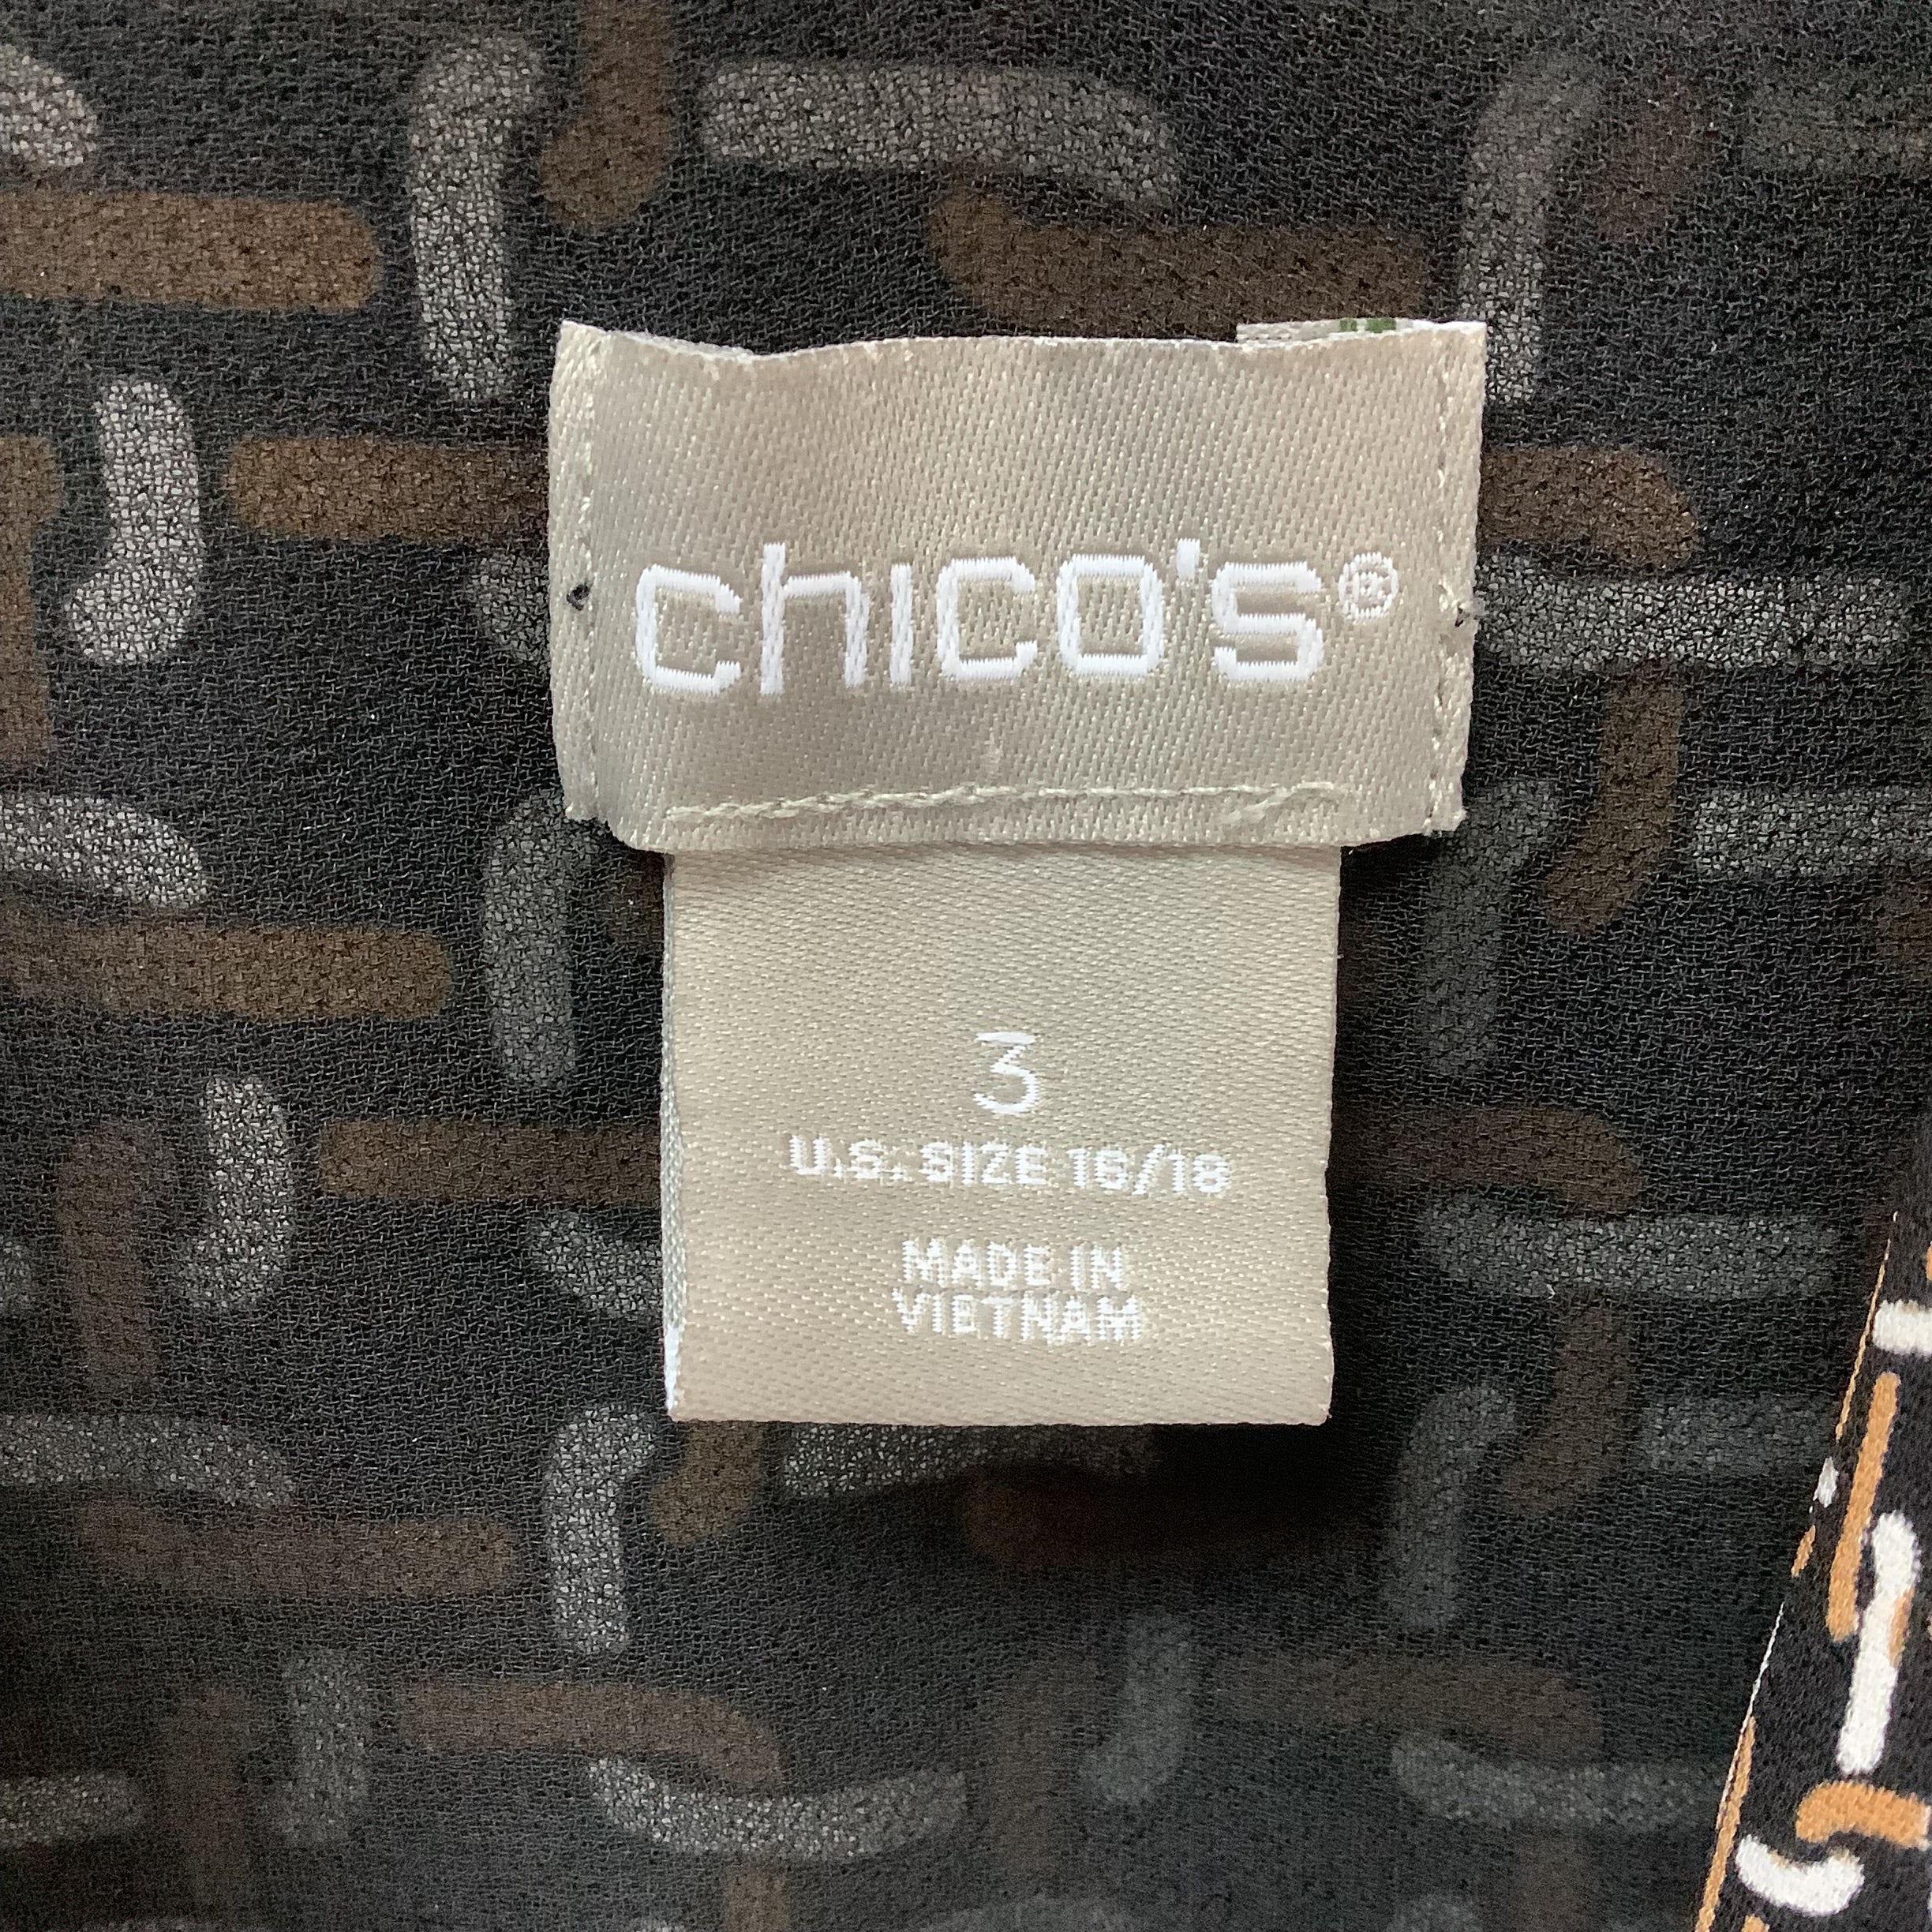 chico's®
3
U.S. SIZE 16/18
MADE IN
VIETNAM